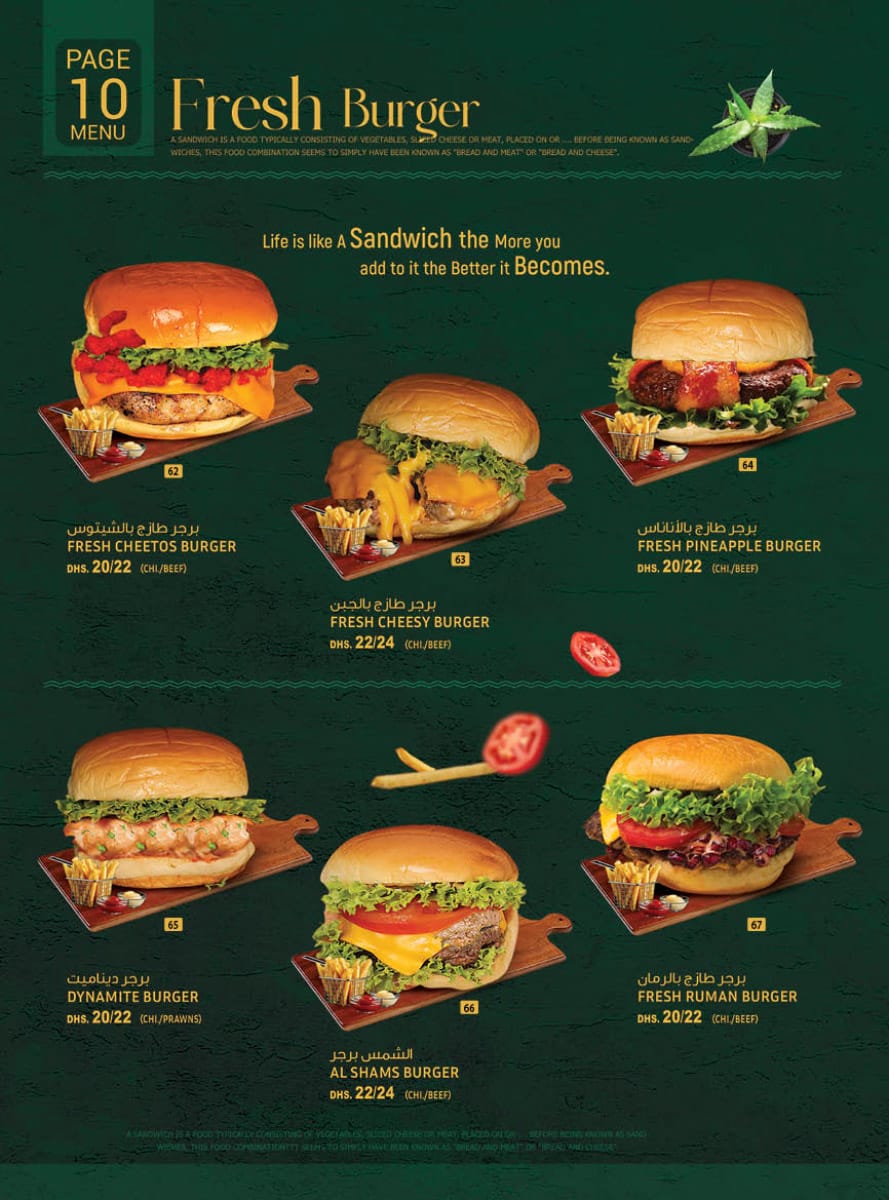 PAGE
10
MENU
Fresh Burger
A SANDWICH IS A FOOD TYPICALLY CONSISTING OF VEGETABLES, SLICED CHEESE OR MEAT, PLACED ON OR .... BEFORE BEING KNOWN AS SAND-
WICHES, THIS FOOD COMBINATION SEEMS TO SIMPLY HAVE BEEN KNOWN AS "BREAD AND MEAT" OR "BREAD AND CHEESE".
Life is like A Sandwich the More you
add to it the Better it Becomes.
62
برجر طازج بالشيتوس
FRESH CHEETOS BURGER
DHS. 20/22 (CHI./BEEF)
63
برجر طازج بالجبن
FRESH CHEESY BURGER
DHS. 22/24 (CHI./BEEF)
64
برجر طازج بالأناناس
FRESH PINEAPPLE BURGER
DHS. 20/22 (CHI./BEEF)
65
برجر ديناميت
DYNAMITE BURGER
DHS. 20/22 (CHI./PRAWNS)
66
الشمس برجر
AL SHAMS BURGER
DHS. 22/24 (CHI./BEEF)
67
برجر طازج بالرمان
FRESH RUMAN BURGER
DHS. 20/22 (CHI./BEEF)
A SANDWICH IS A FOOD TYPICALLY CONSISTING OF VEGETABLES, SLICED CHEESE OR MEAT, PLACED ON OR .... BEFORE BEING KNOWN AS SAND-
WICHES, THIS FOOD COMBINATION SEEMS TO SIMPLY HAVE BEEN KNOWN AS "BREAD AND MEAT" OR "BREAD AND CHEESE".